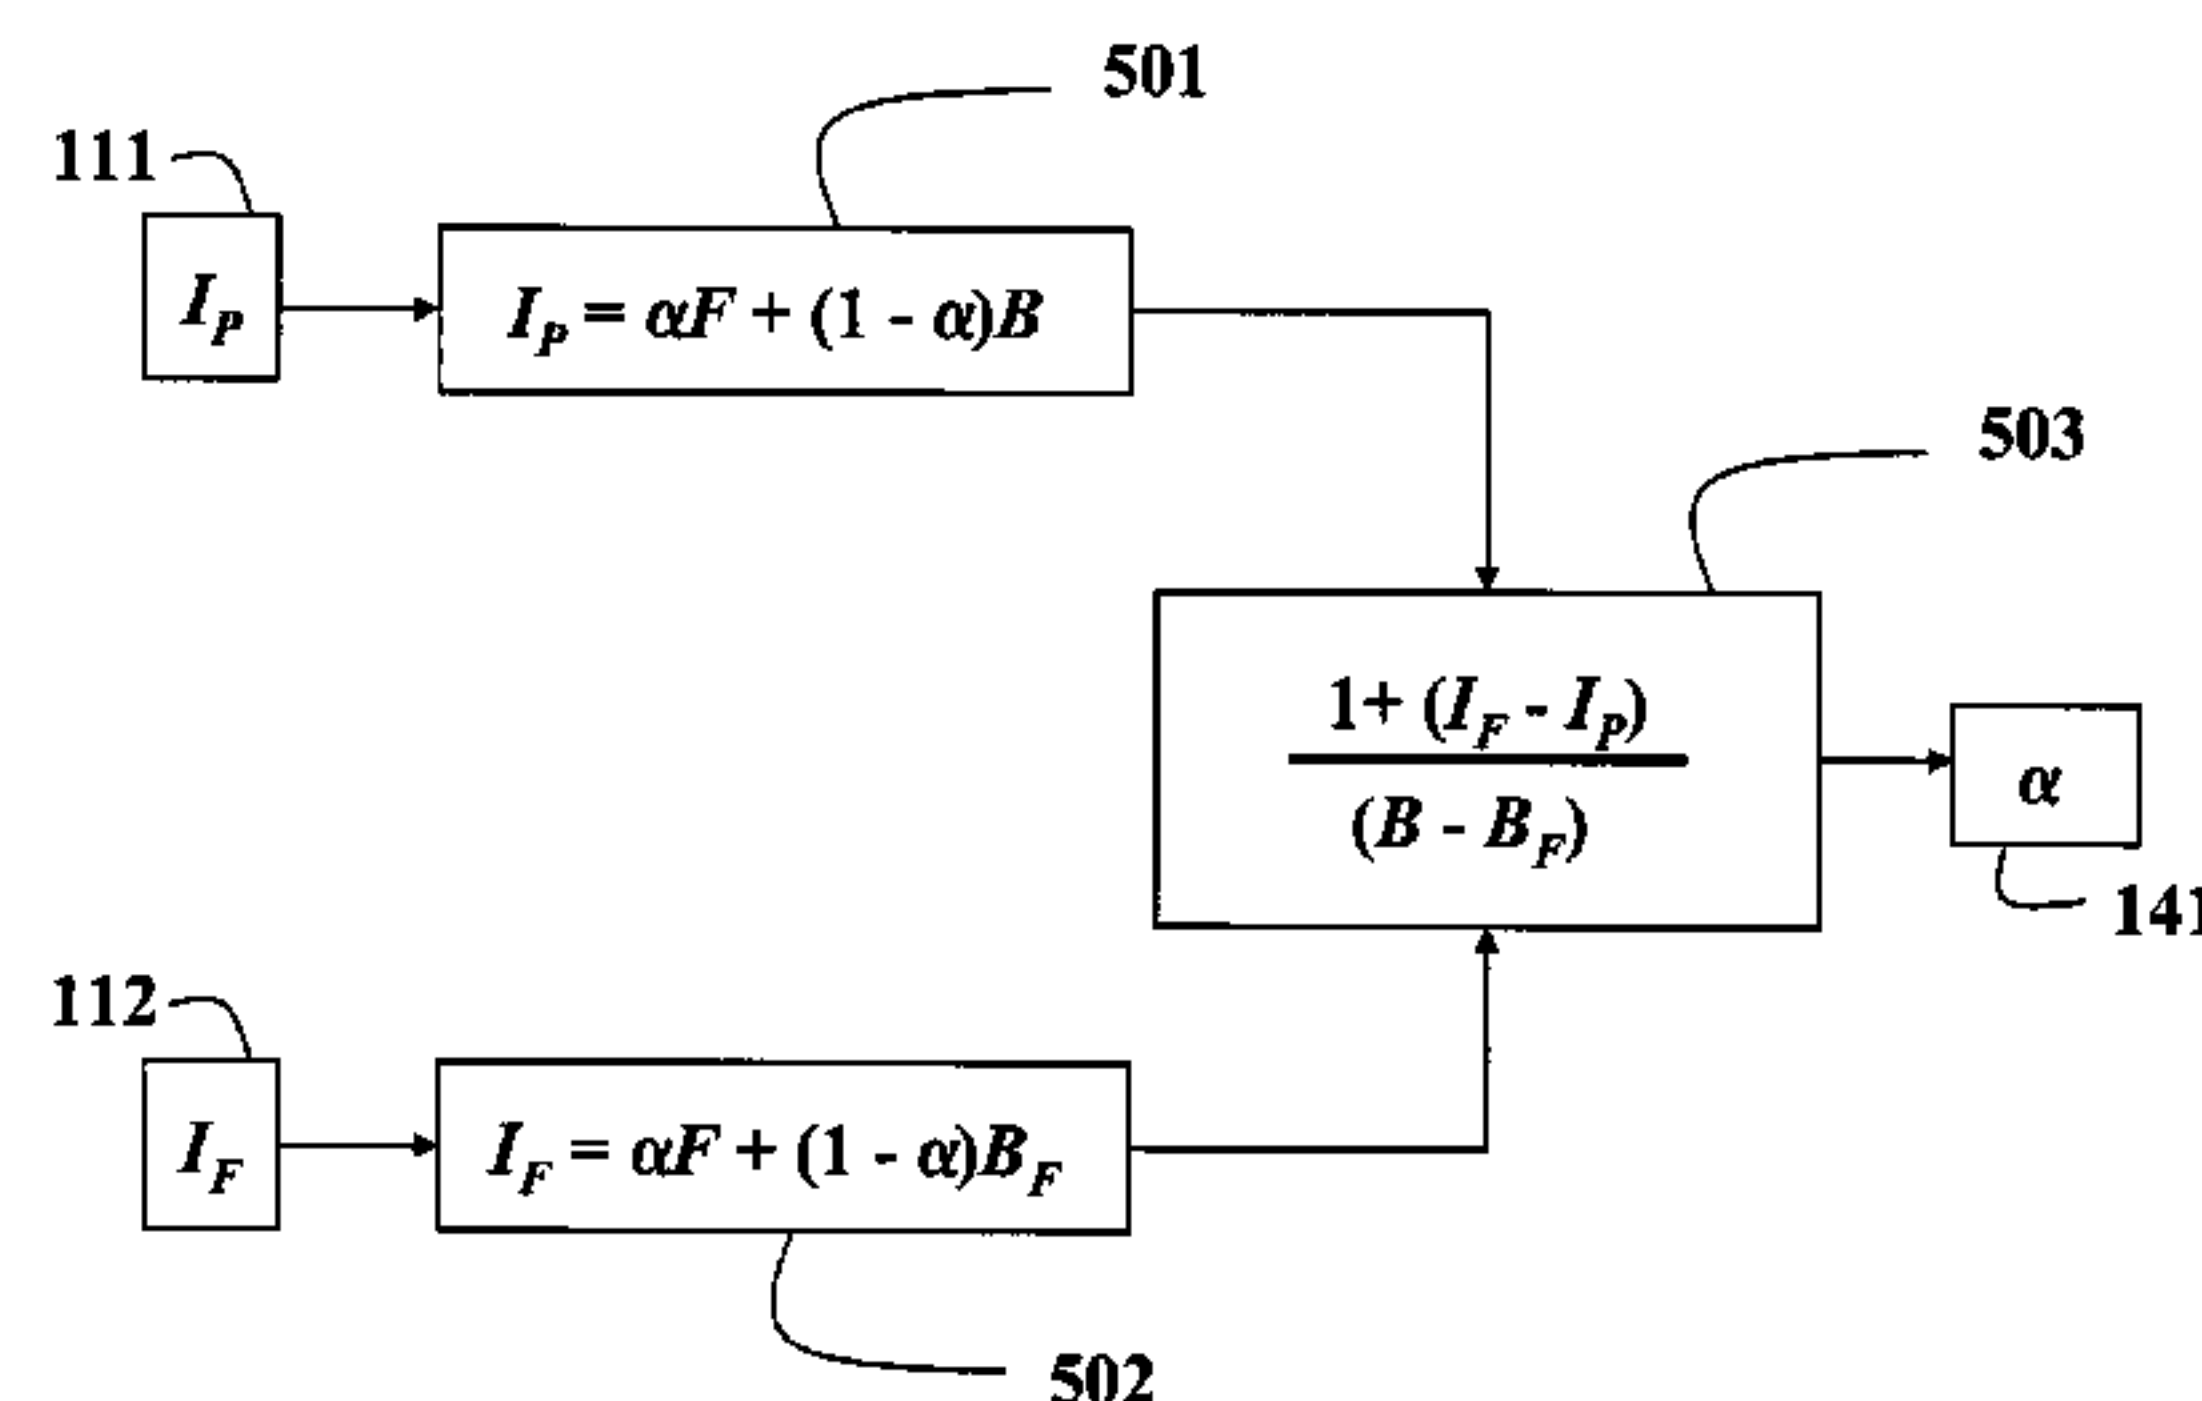 501
111
I_P
I_P = αF + (1 - α)B
503
1+ (I_F - I_P)
(B - B_F)
α
141
112
I_F
I_F = αF + (1 - α)B_F
502